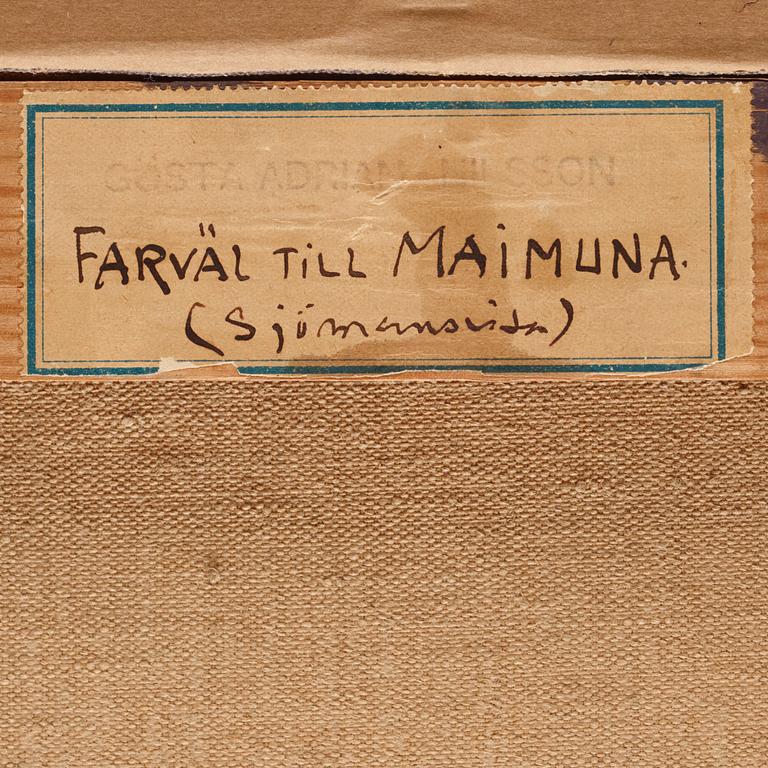 GÖSTA ADRIAN NILSSON
FARVÄL TILL MAIMUNA.
(Sjömansvisa)